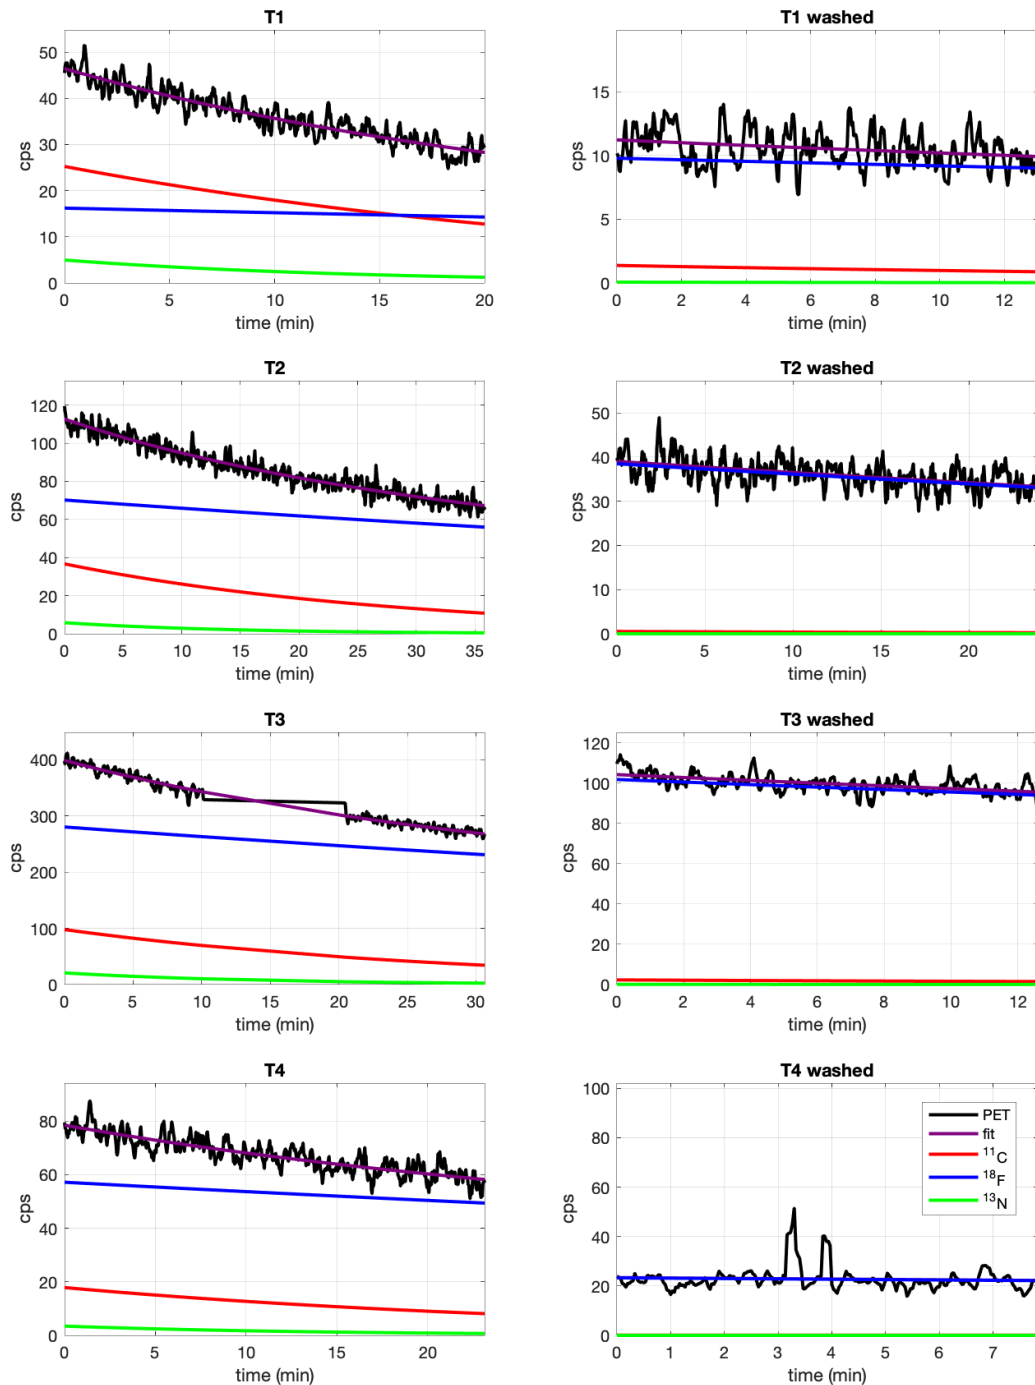 T1
50
40
30
20
10
0
cps
0 5 10 15 20
time (min)
T1 washed
15
10
5
0
0 2 4 6 8 10 12
time (min)
T2
120
100
80
60
40
20
0
cps
0 5 10 15 20 25 30 35
time (min)
T2 washed
50
40
30
20
10
0
cps
5 10 15 20
time (min)
T3
400
300
200
100
0
cps
0 5 10 15 20 25 30
time (min)
T3 washed
120
100
80
60
40
20
0
cps
0 2 4 6 8 10 12
time (min)
T4
80
60
40
20
0
cps
0 5 10 15 20
time (min)
T4 washed
100
80
60
40
20
0
cps
0 1 2 3 4 5 6 7
time (min)
PET
fit
¹¹C
¹⁸F
¹³N